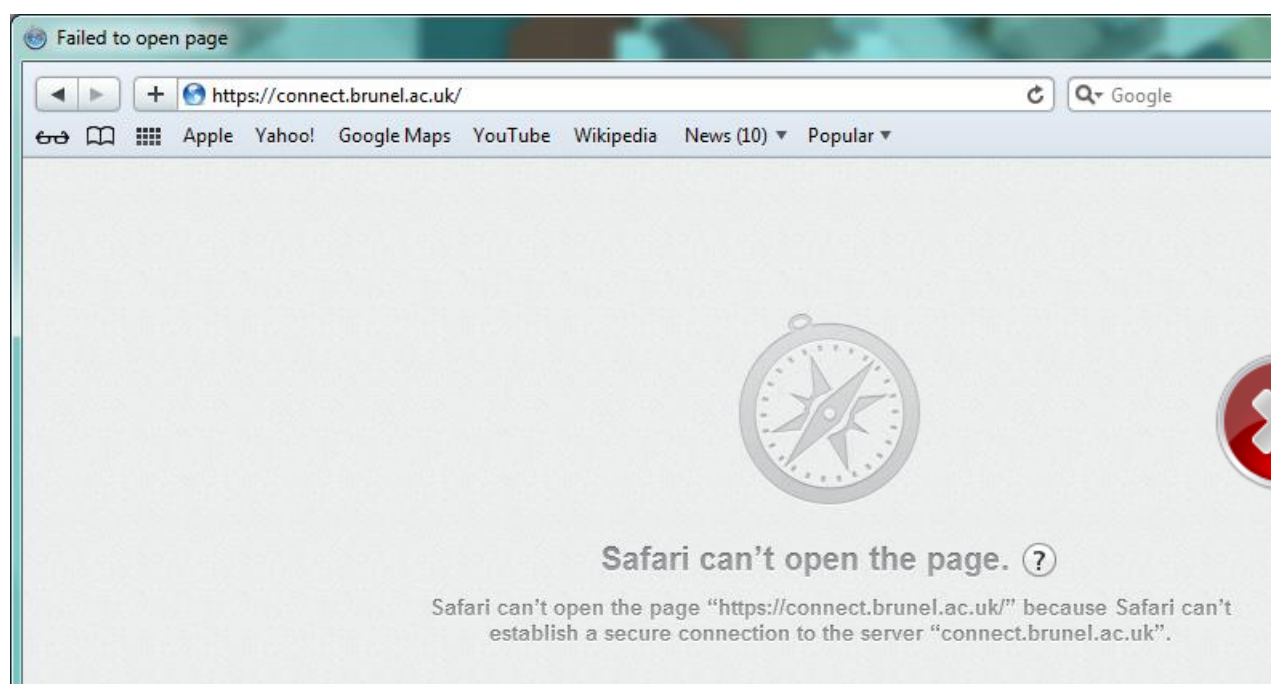 Failed to open page
+ https://connect.brunel.ac.uk/ Google
Apple Yahoo! Google Maps YouTube Wikipedia News (10) ▼ Popular ▼
Safari can’t open the page. ?
Safari can’t open the page “https://connect.brunel.ac.uk/” because Safari can’t
establish a secure connection to the server “connect.brunel.ac.uk”.